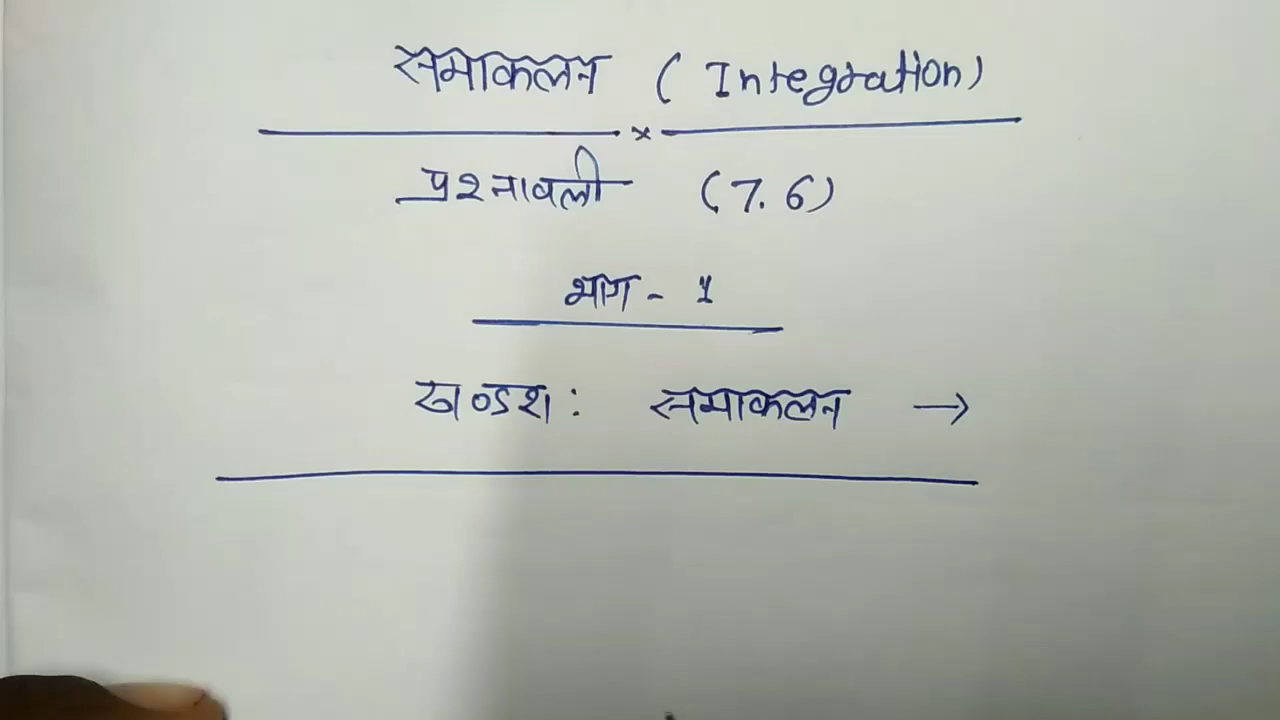 समाकलन ( Integration)
×
प्रश्नावली (7.6)
भाग - 1
खण्डश: समाकलन →